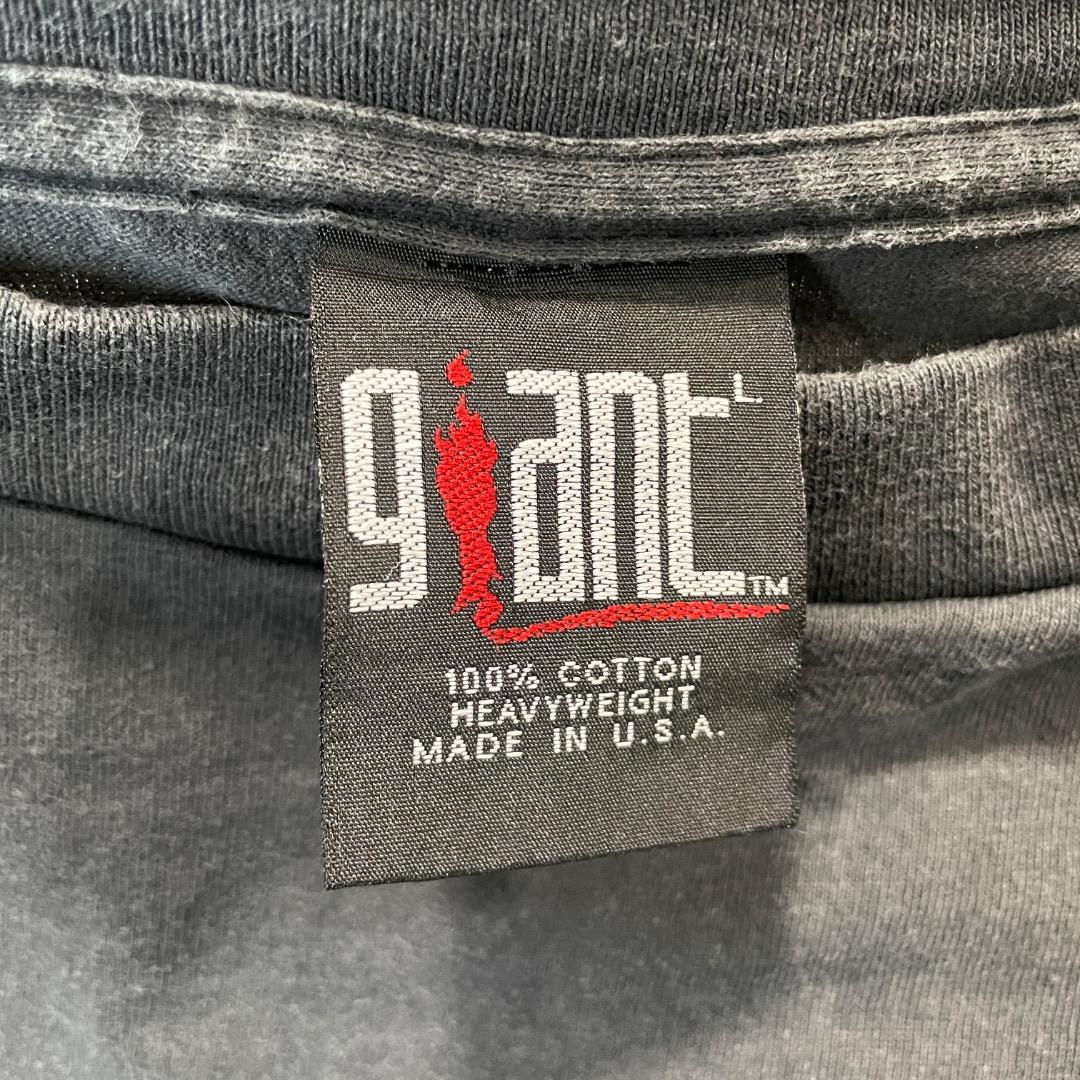 giant L
TM
100% COTTON
HEAVYWEIGHT
MADE IN U.S.A.